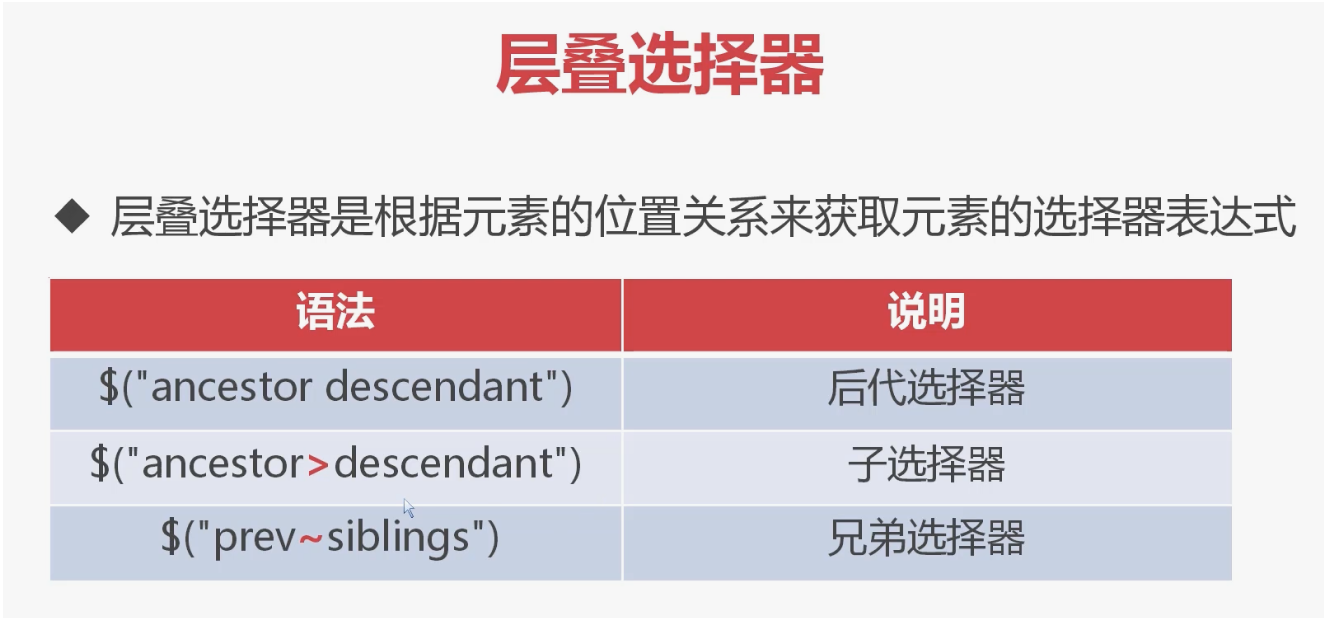 层叠选择器
◆ 层叠选择器是根据元素的位置关系来获取元素的选择器表达式
语法 说明
$("ancestor descendant") 后代选择器
$("ancestor>descendant") 子选择器
$("prev~siblings") 兄弟选择器